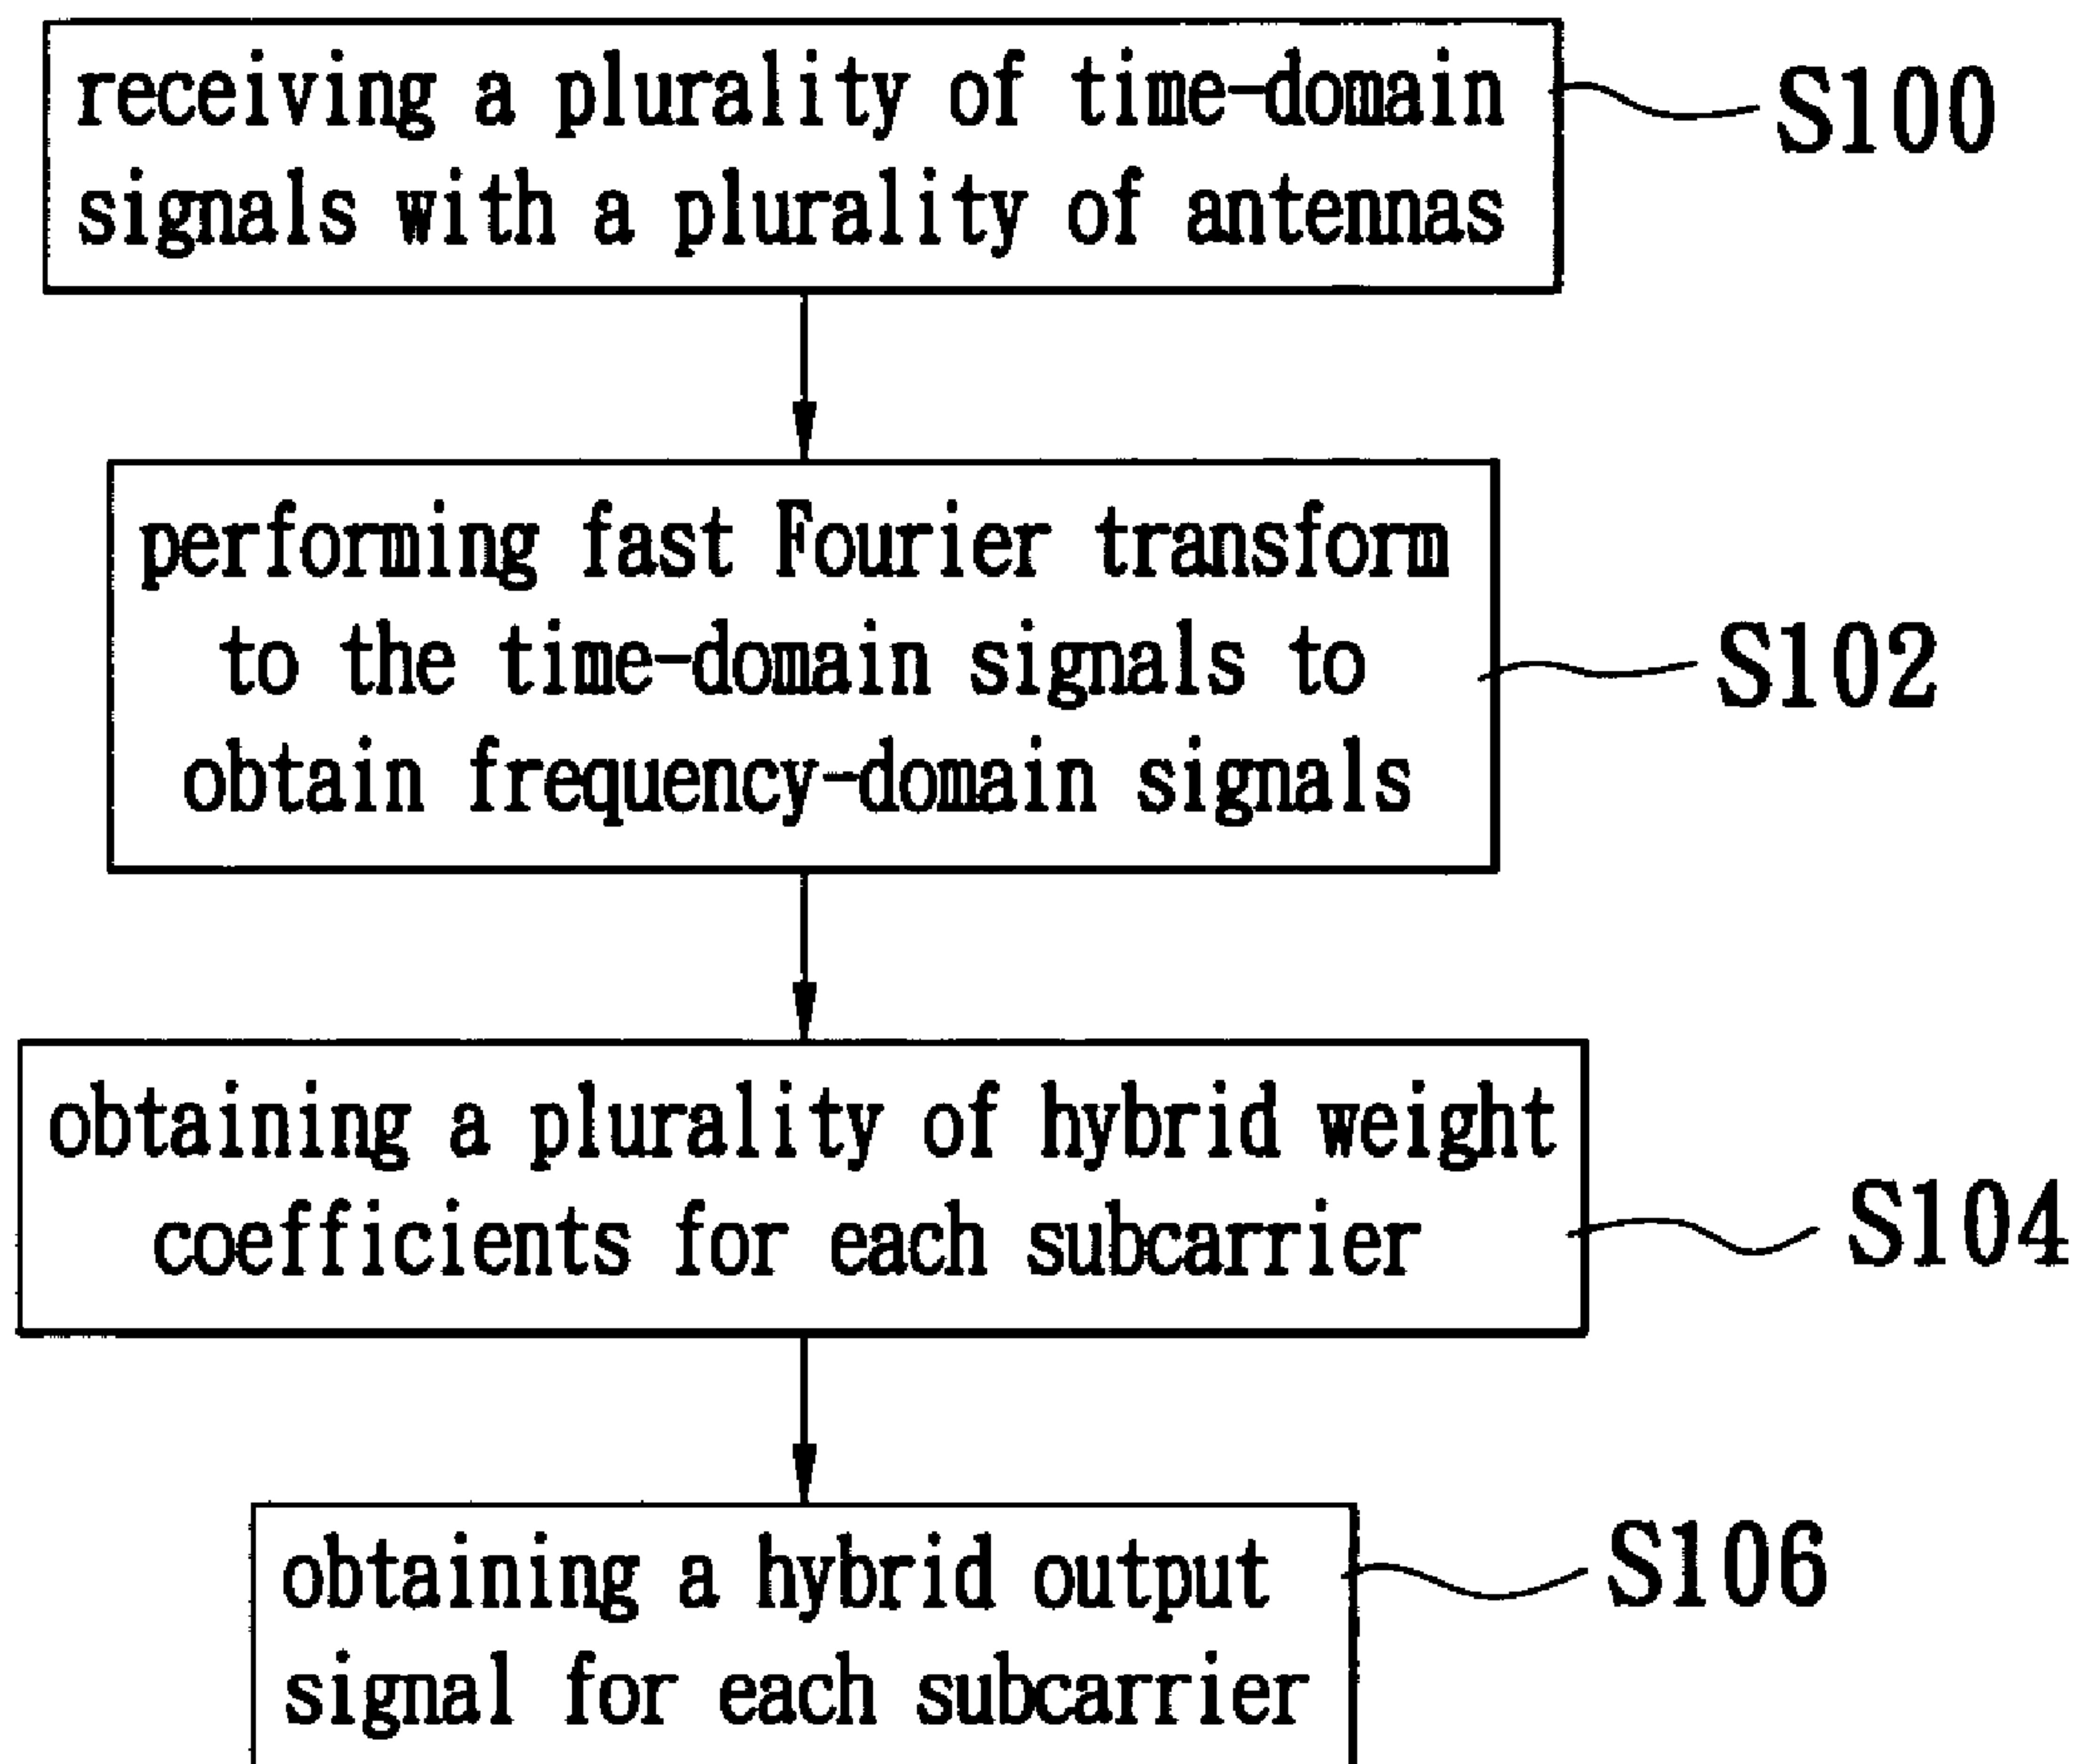 receiving a plurality of time-domain
signals with a plurality of antennas
S100
performing fast Fourier transform
to the time-domain signals to
obtain frequency-domain signals
S102
obtaining a plurality of hybrid weight
coefficients for each subcarrier
S104
obtaining a hybrid output
signal for each subcarrier
S106